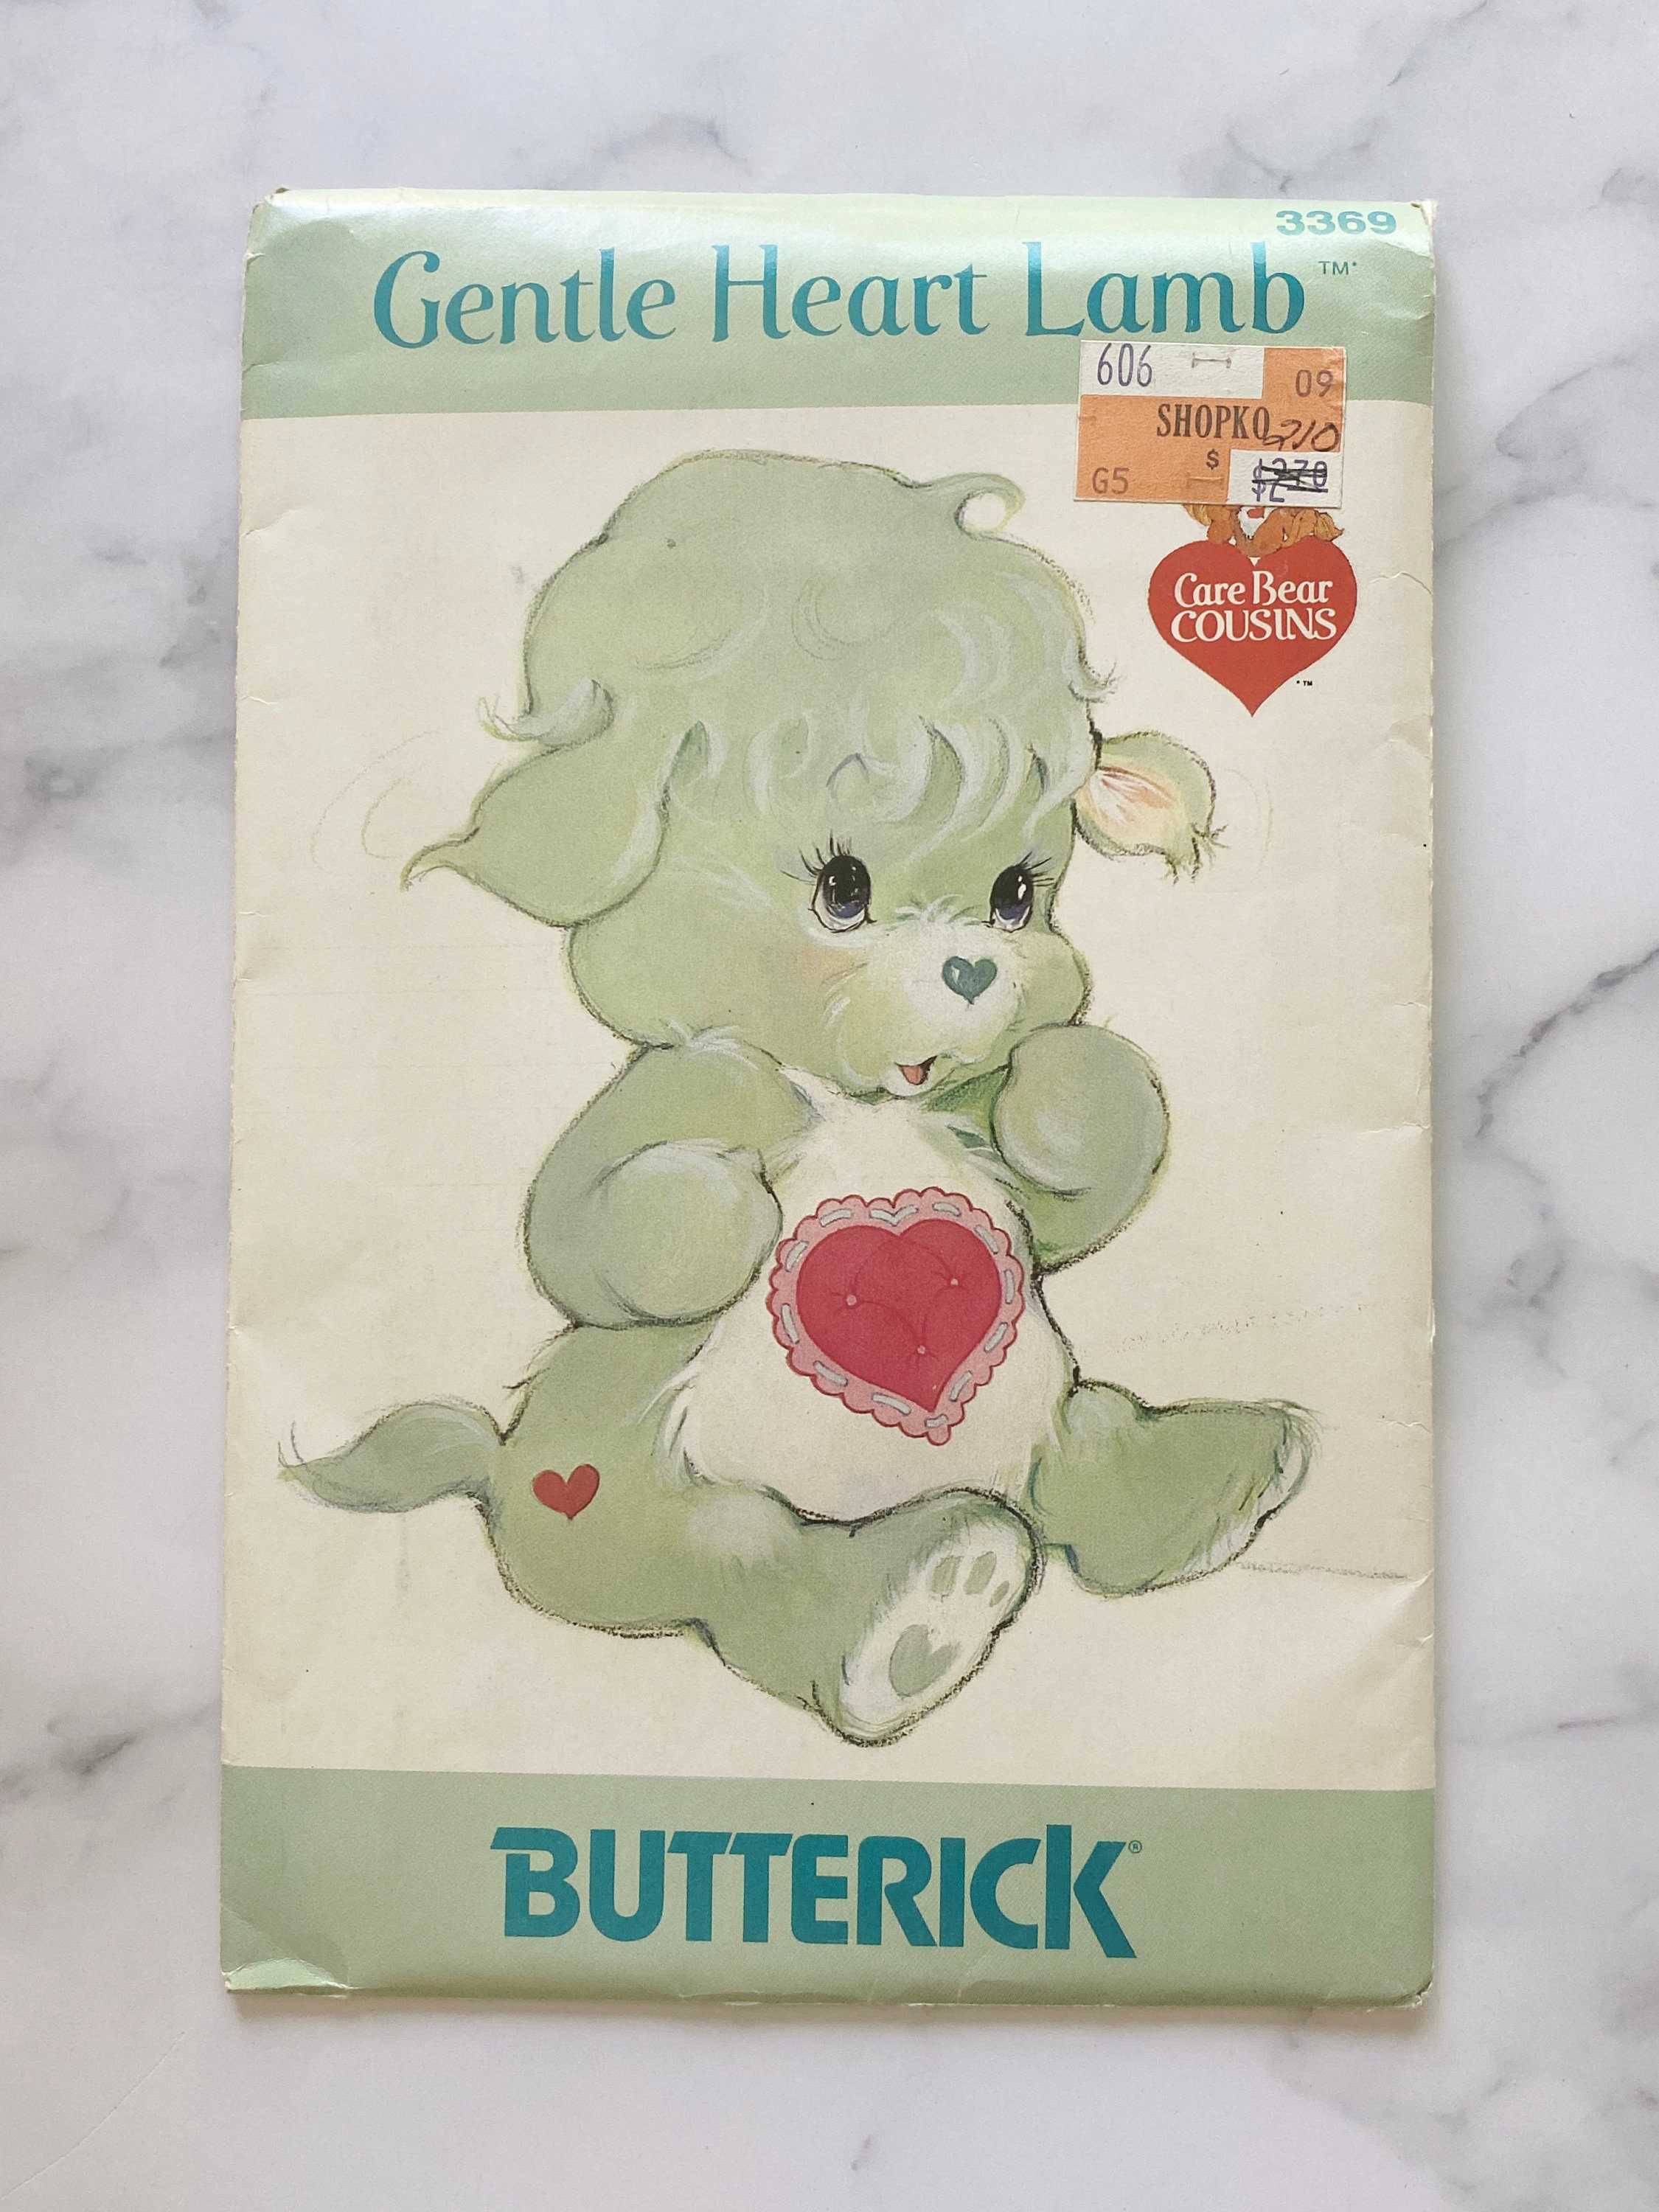 3369
Gentle Heart Lamb™
606
09
SHOPKO
210
$
G5
$2.70
Care Bear
COUSINS
™
BUTTERICK®